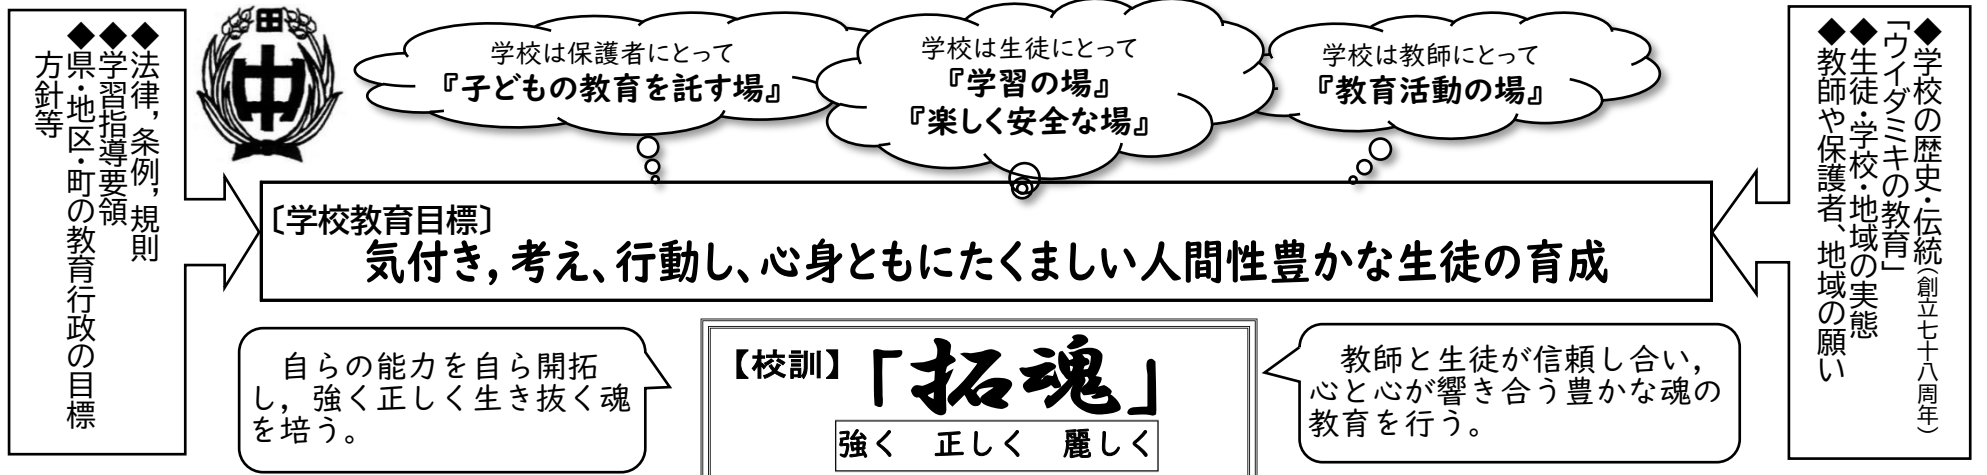 ◆法律，条例，規則
◆学習指導要領
◆県・地区・町の教育行政の目標
方針等
田
中
学校は保護者にとって
『子どもの教育を託す場』
学校は生徒にとって
『学習の場』
『楽しく安全な場』
学校は教師にとって
『教育活動の場』
◆学校の歴史・伝統(創立七十八周年)
「ウイダミキの教育」
◆生徒・学校・地域の実態
◆教師や保護者、地域の願い
〔学校教育目標〕
気付き，考え、行動し、心身ともにたくましい人間性豊かな生徒の育成
自らの能力を自ら開拓
し，強く正しく生き抜く魂
を培う。
【校訓】「拓魂」
強く　正しく　麗しく
教師と生徒が信頼し合い，
心と心が響き合う豊かな魂の
教育を行う。